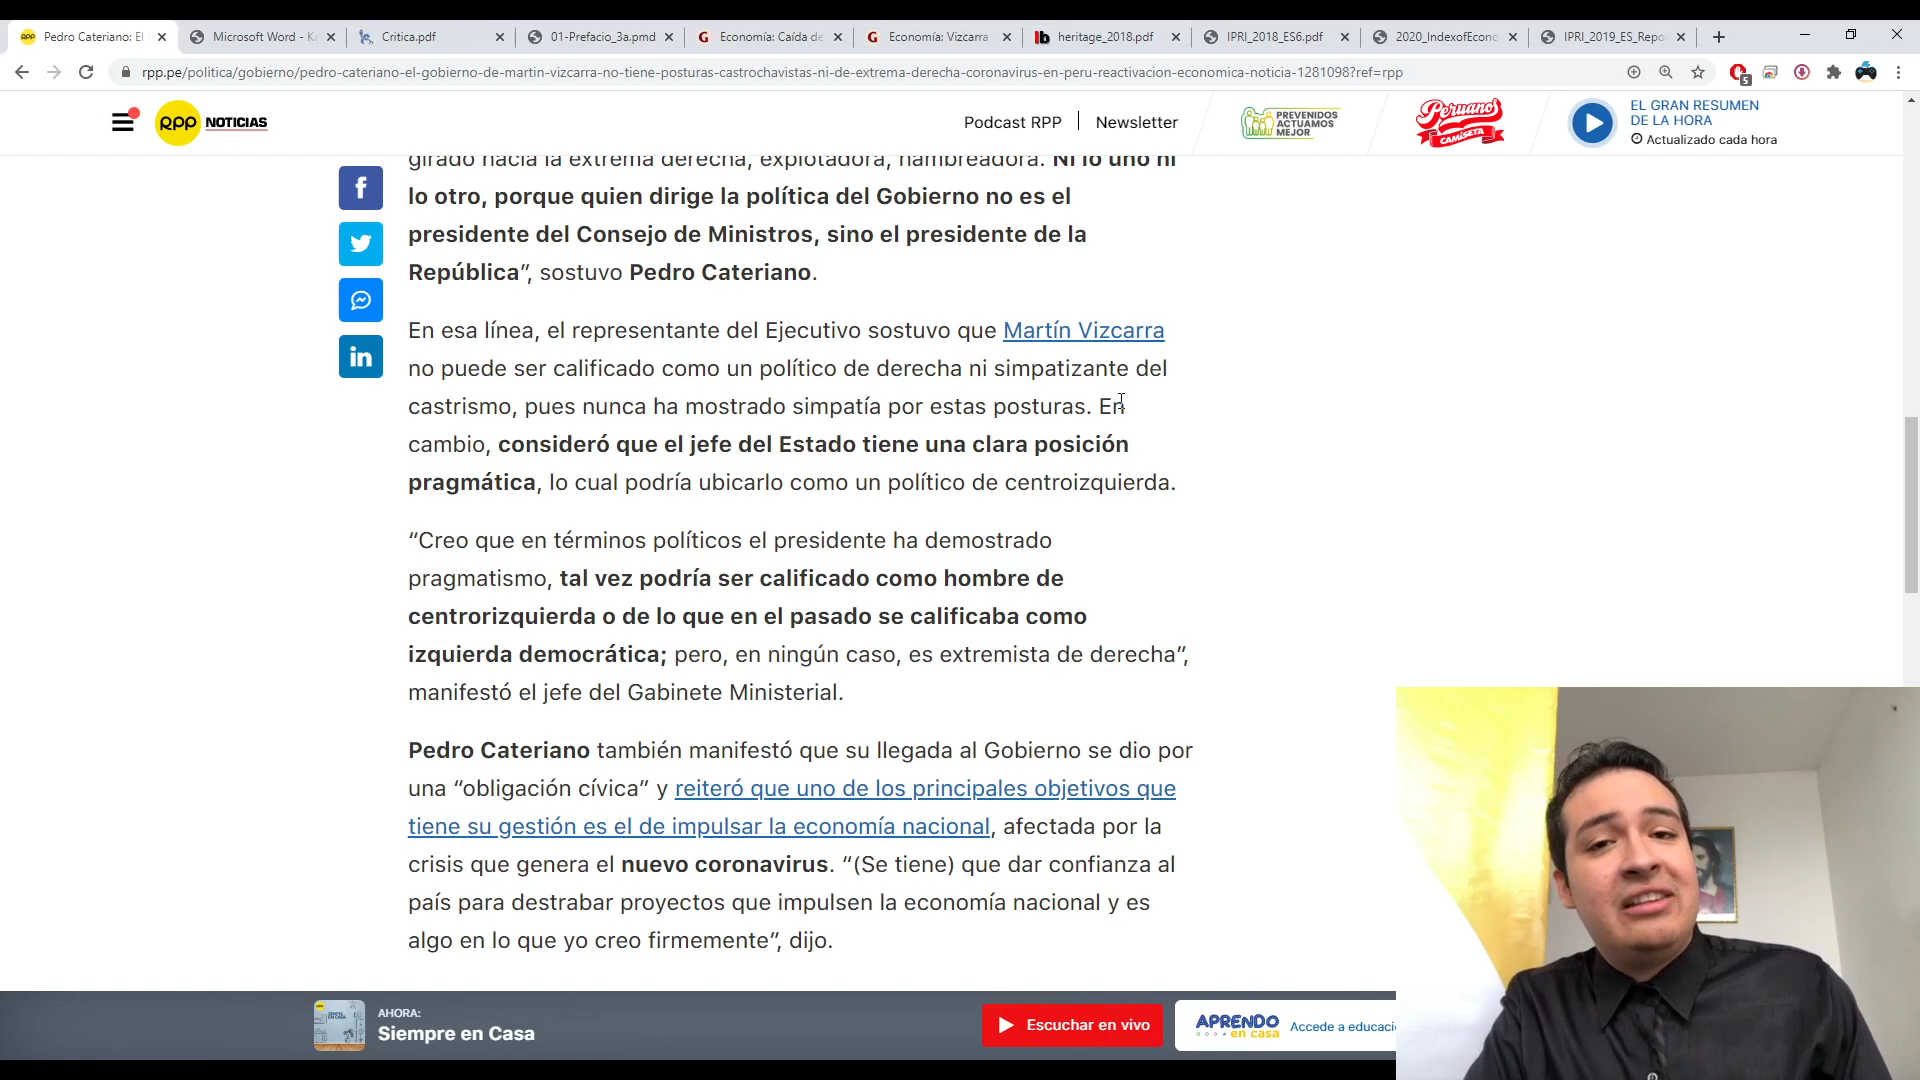 Pedro Cateriano: El
Microsoft Word - K
Critica.pdf
01-Prefacio_3a.pmd
Economía: Caída de
Economía: Vizcarra
heritage_2018.pdf
IPRI_2018_ES6.pdf
2020_IndexofEcono
IPRI_2019_ES_Repo
rpp.pe/politica/gobierno/pedro-cateriano-el-gobierno-de-martin-vizcarra-no-tiene-posturas-castrochavistas-ni-de-extrema-derecha-coronavirus-en-peru-reactivacion-economica-noticia-1281098?ref=rpp
5
RPP NOTICIAS
Podcast RPP
Newsletter
PREVENIDOS
ACTUAMOS
MEJOR
Peruanos
CAMISETA
EL GRAN RESUMEN
DE LA HORA
Actualizado cada hora
girado hacia la extrema derecha, explotadora, hambreadora. Ni lo uno ni
lo otro, porque quien dirige la política del Gobierno no es el
presidente del Consejo de Ministros, sino el presidente de la
República”, sostuvo Pedro Cateriano.
En esa línea, el representante del Ejecutivo sostuvo que Martín Vizcarra
no puede ser calificado como un político de derecha ni simpatizante del
castrismo, pues nunca ha mostrado simpatía por estas posturas. En
cambio, consideró que el jefe del Estado tiene una clara posición
pragmática, lo cual podría ubicarlo como un político de centroizquierda.
“Creo que en términos políticos el presidente ha demostrado
pragmatismo, tal vez podría ser calificado como hombre de
centrorizquierda o de lo que en el pasado se calificaba como
izquierda democrática; pero, en ningún caso, es extremista de derecha”,
manifestó el jefe del Gabinete Ministerial.
Pedro Cateriano también manifestó que su llegada al Gobierno se dio por
una “obligación cívica” y reiteró que uno de los principales objetivos que
tiene su gestión es el de impulsar la economía nacional, afectada por la
crisis que genera el nuevo coronavirus. “(Se tiene) que dar confianza al
país para destrabar proyectos que impulsen la economía nacional y es
algo en lo que yo creo firmemente”, dijo.
AHORA:
Siempre en Casa
Escuchar en vivo
APRENDO
en casa
Accede a educaci